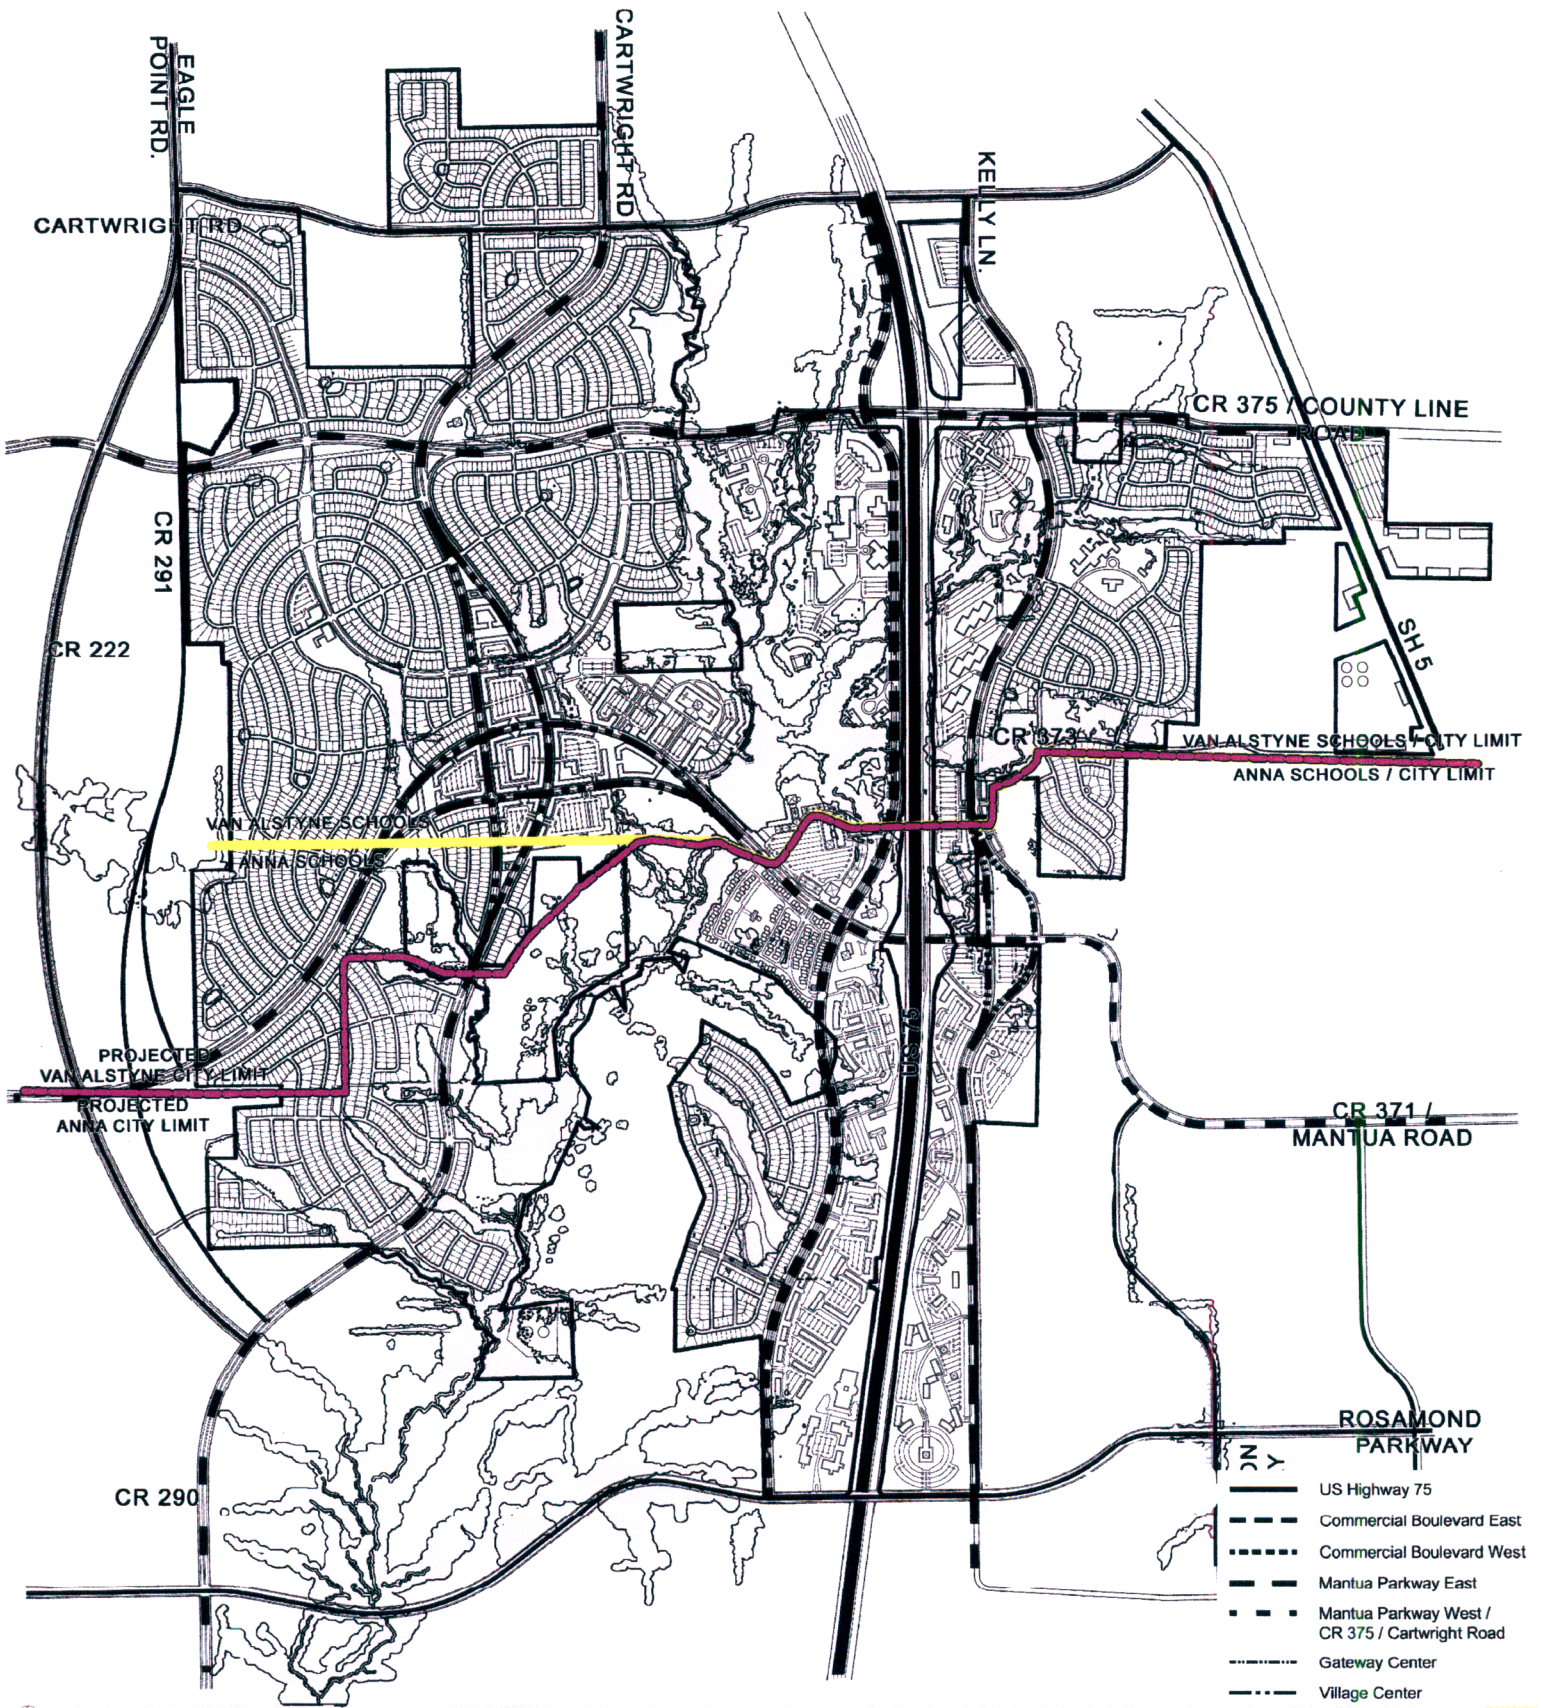 CARTWRIGHT RD
EAGLE
POINT RD.
KELLY LN.
CARTWRIGHT RD
CR 375 / COUNTY LINE
ROAD
CR 291
CR 222
SH 5
CR 373
VAN ALSTYNE SCHOOLS / CITY LIMIT
ANNA SCHOOLS / CITY LIMIT
VAN ALSTYNE SCHOOLS
ANNA SCHOOLS
US 75
PROJECTED
VAN ALSTYNE CITY LIMIT
PROJECTED
ANNA CITY LIMIT
CR 371 /
MANTUA ROAD
ROSAMOND
PARKWAY
CR 290
ON
Y
US Highway 75
Commercial Boulevard East
Commercial Boulevard West
Mantua Parkway East
Mantua Parkway West /
CR 375 / Cartwright Road
Gateway Center
Village Center